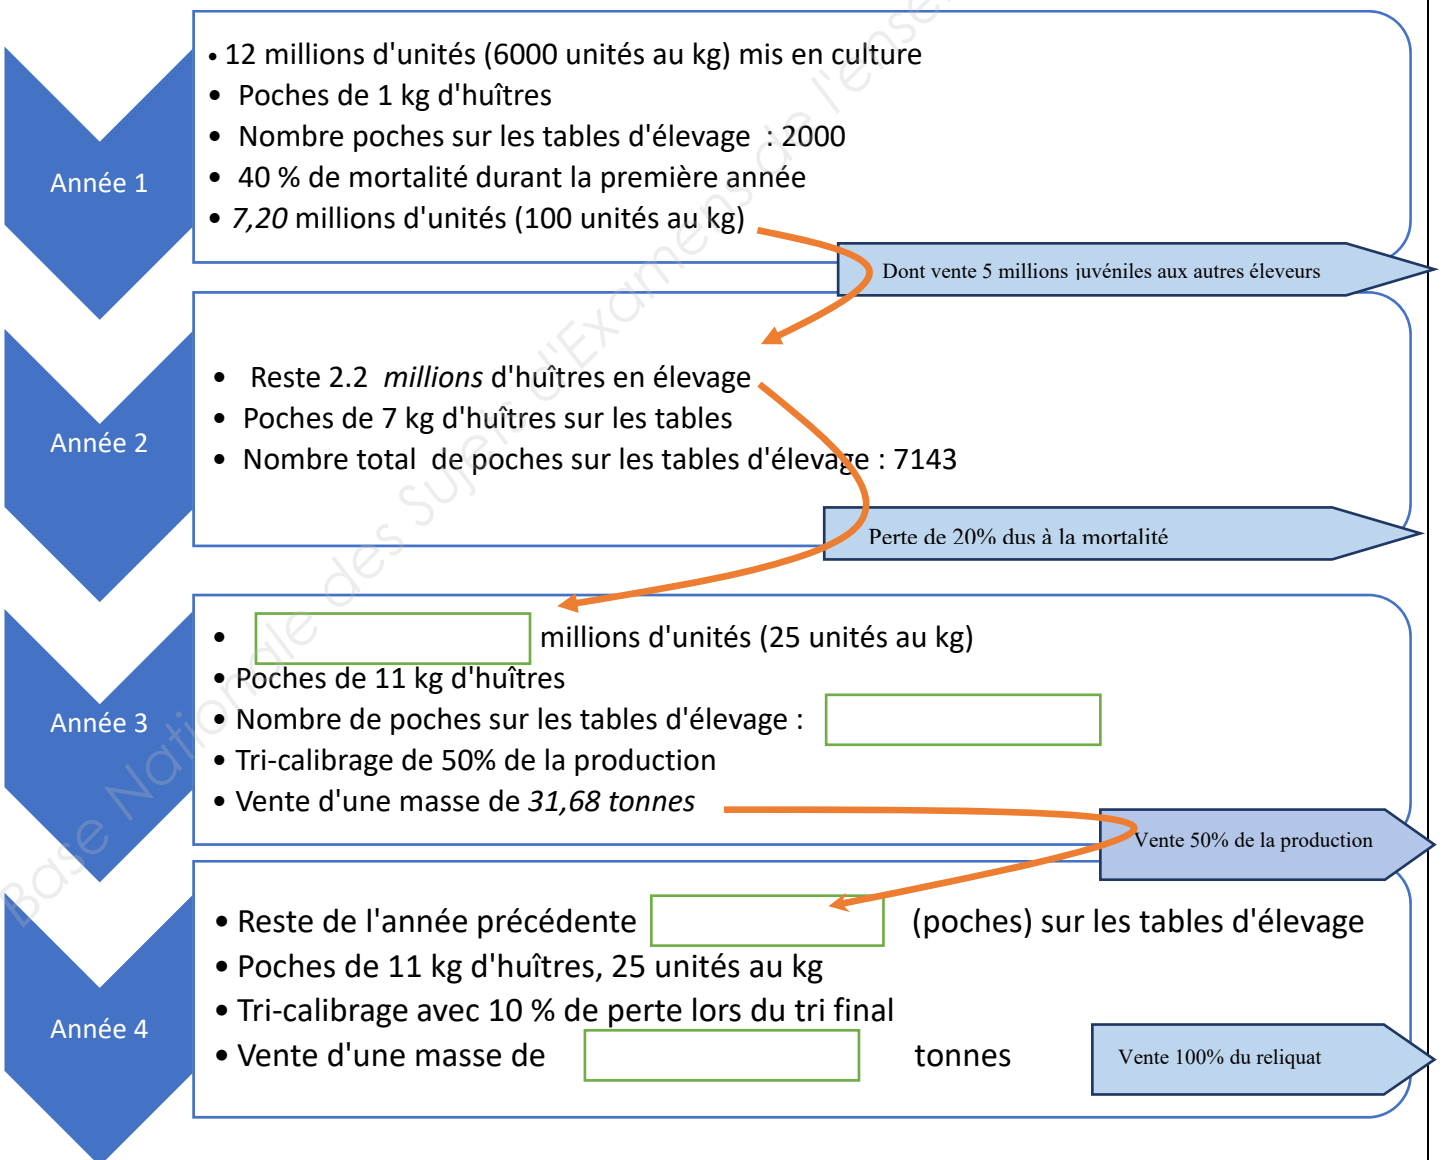 • 12 millions d'unités (6000 unités au kg) mis en culture
• Poches de 1 kg d'huîtres
• Nombre poches sur les tables d'élevage : 2000
Année 1
• 40 % de mortalité durant la première année
• 7,20 millions d'unités (100 unités au kg)
Dont vente 5 millions juvéniles aux autres éleveurs
• Reste 2.2 millions d'huîtres en élevage
• Poches de 7 kg d'huîtres sur les tables
Année 2
• Nombre total de poches sur les tables d'élevage : 7143
Perte de 20% dus à la mortalité
• millions d'unités (25 unités au kg)
• Poches de 11 kg d'huîtres
Année 3
• Nombre de poches sur les tables d'élevage :
• Tri-calibrage de 50% de la production
• Vente d'une masse de 31,68 tonnes
Vente 50% de la production
• Reste de l'année précédente (poches) sur les tables d'élevage
• Poches de 11 kg d'huîtres, 25 unités au kg
• Tri-calibrage avec 10 % de perte lors du tri final
Année 4
• Vente d'une masse de tonnes
Vente 100% du reliquat
Base Nationale des Sujets d'Examens de l'ense